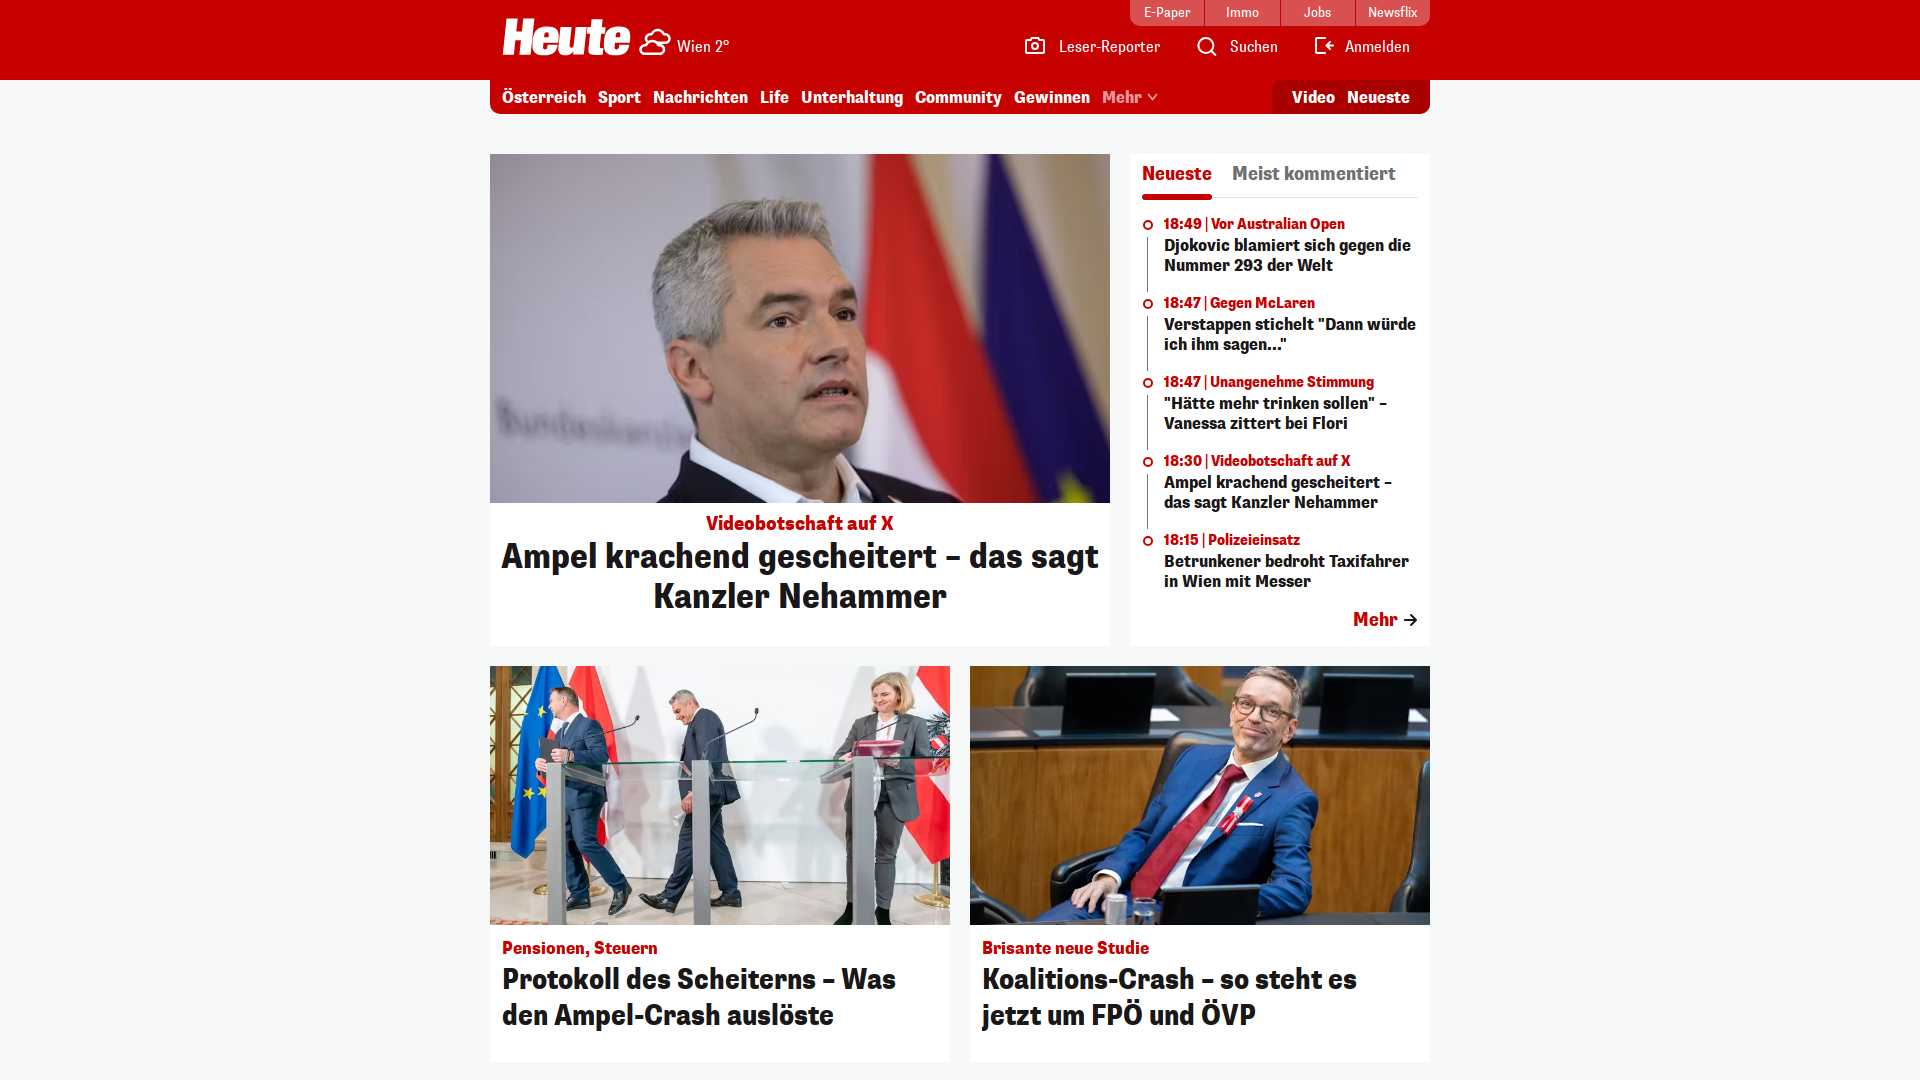 E-Paper
Immo
Jobs
Newsflix
Heute
Wien 2°
Leser-Reporter
Suchen
Anmelden
Österreich
Sport
Nachrichten
Life
Unterhaltung
Community
Gewinnen
Mehr
Video
Neueste
Bundeskanzl
Videobotschaft auf X
Ampel krachend gescheitert – das sagt
Kanzler Nehammer
Neueste
Meist kommentiert
18:49 | Vor Australian Open
Djokovic blamiert sich gegen die
Nummer 293 der Welt
18:47 | Gegen McLaren
Verstappen stichelt "Dann würde
ich ihm sagen..."
18:47 | Unangenehme Stimmung
"Hätte mehr trinken sollen" –
Vanessa zittert bei Flori
18:30 | Videobotschaft auf X
Ampel krachend gescheitert –
das sagt Kanzler Nehammer
18:15 | Polizeieinsatz
Betrunkener bedroht Taxifahrer
in Wien mit Messer
Mehr
Pensionen, Steuern
Protokoll des Scheiterns – Was
den Ampel-Crash auslöste
Brisante neue Studie
Koalitions-Crash – so steht es
jetzt um FPÖ und ÖVP